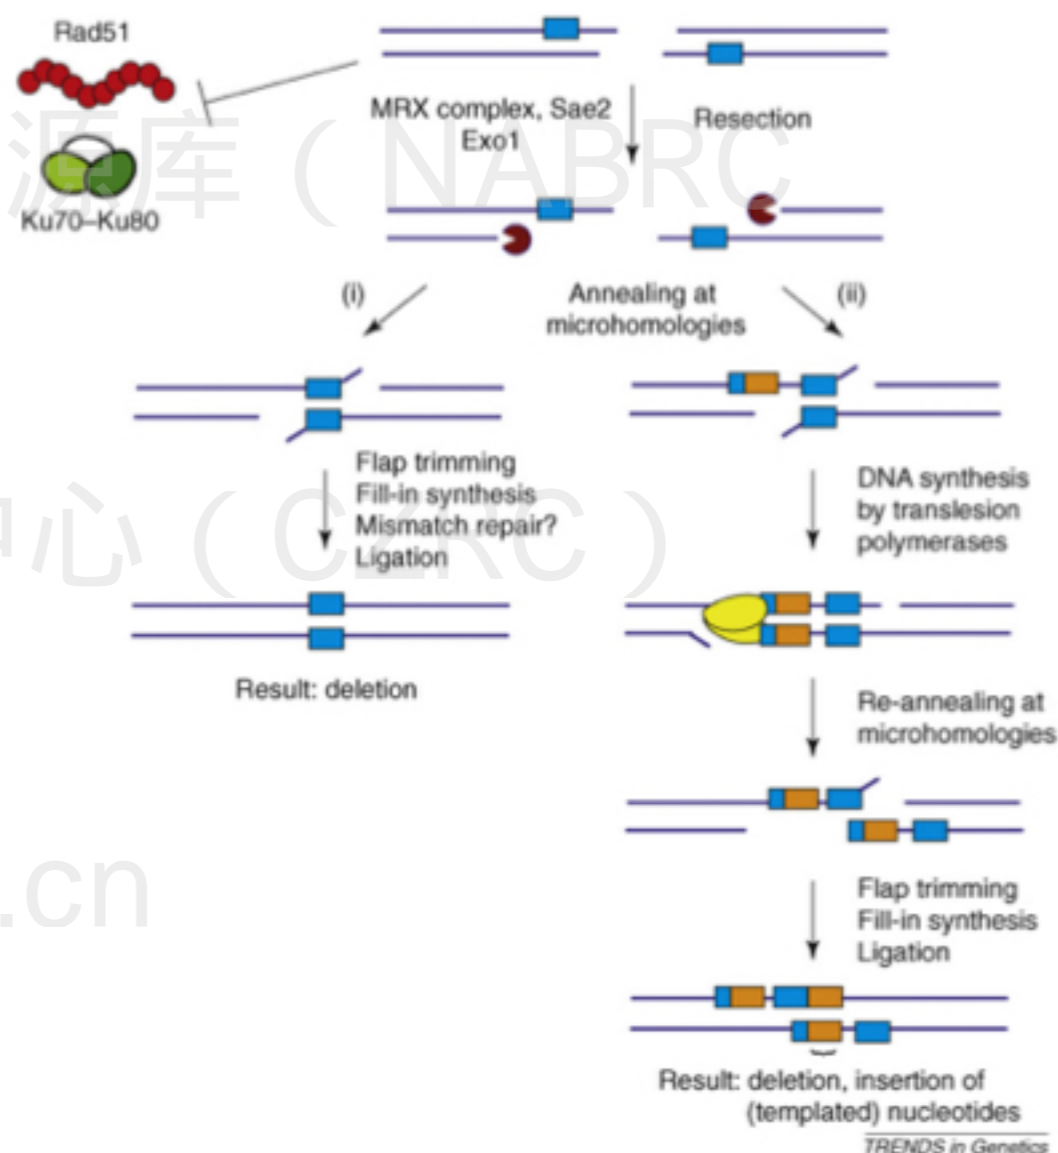 Rad51
Ku70–Ku80
MRX complex, Sae2
Exo1
Resection
源库（NABRC
(i)
Annealing at
microhomologies
(ii)
Flap trimming
Fill-in synthesis
Mismatch repair?
Ligation
中心（CZRC）
Result: deletion
DNA synthesis
by translesion
polymerases
Re-annealing at
microhomologies
.cn
Flap trimming
Fill-in synthesis
Ligation
Result: deletion, insertion of
(templated) nucleotides
TRENDS in Genetics